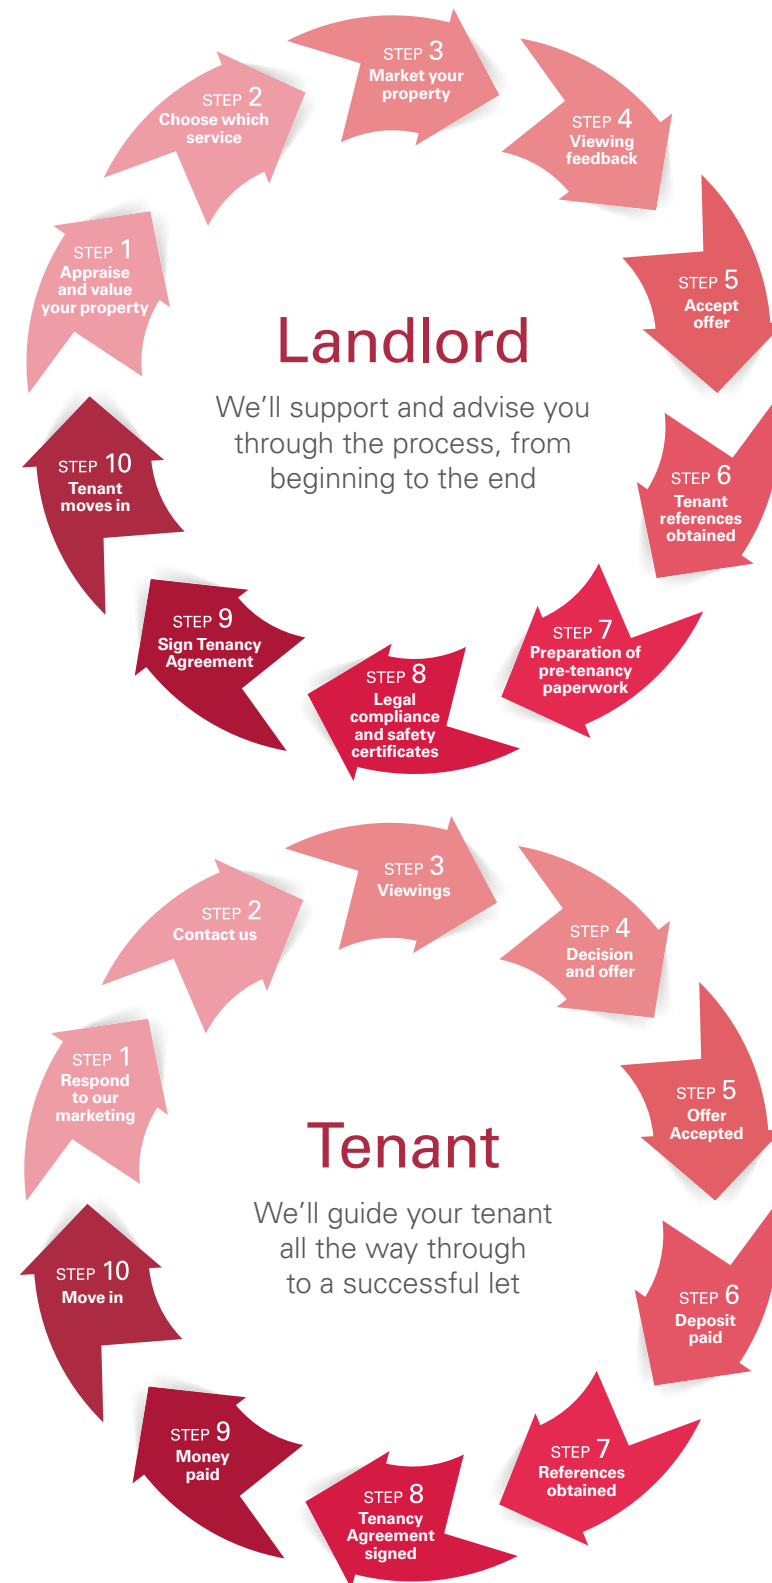 STEP 1
Appraise
and value
your property
STEP 2
Choose which
service
STEP 3
Market your
property
STEP 4
Viewing
feedback
STEP 5
Accept
offer
STEP 6
Tenant
references
obtained
STEP 7
Preparation of
pre-tenancy
paperwork
STEP 8
Legal
compliance
and safety
certificates
STEP 9
Sign Tenancy
Agreement
STEP 10
Tenant
moves in
Landlord
We'll support and advise you
through the process, from
beginning to the end
STEP 1
Respond
to our
marketing
STEP 2
Contact us
STEP 3
Viewings
STEP 4
Decision
and offer
STEP 5
Offer
Accepted
STEP 6
Deposit
paid
STEP 7
References
obtained
STEP 8
Tenancy
Agreement
signed
STEP 9
Money
paid
STEP 10
Move in
Tenant
We'll guide your tenant
all the way through
to a successful let